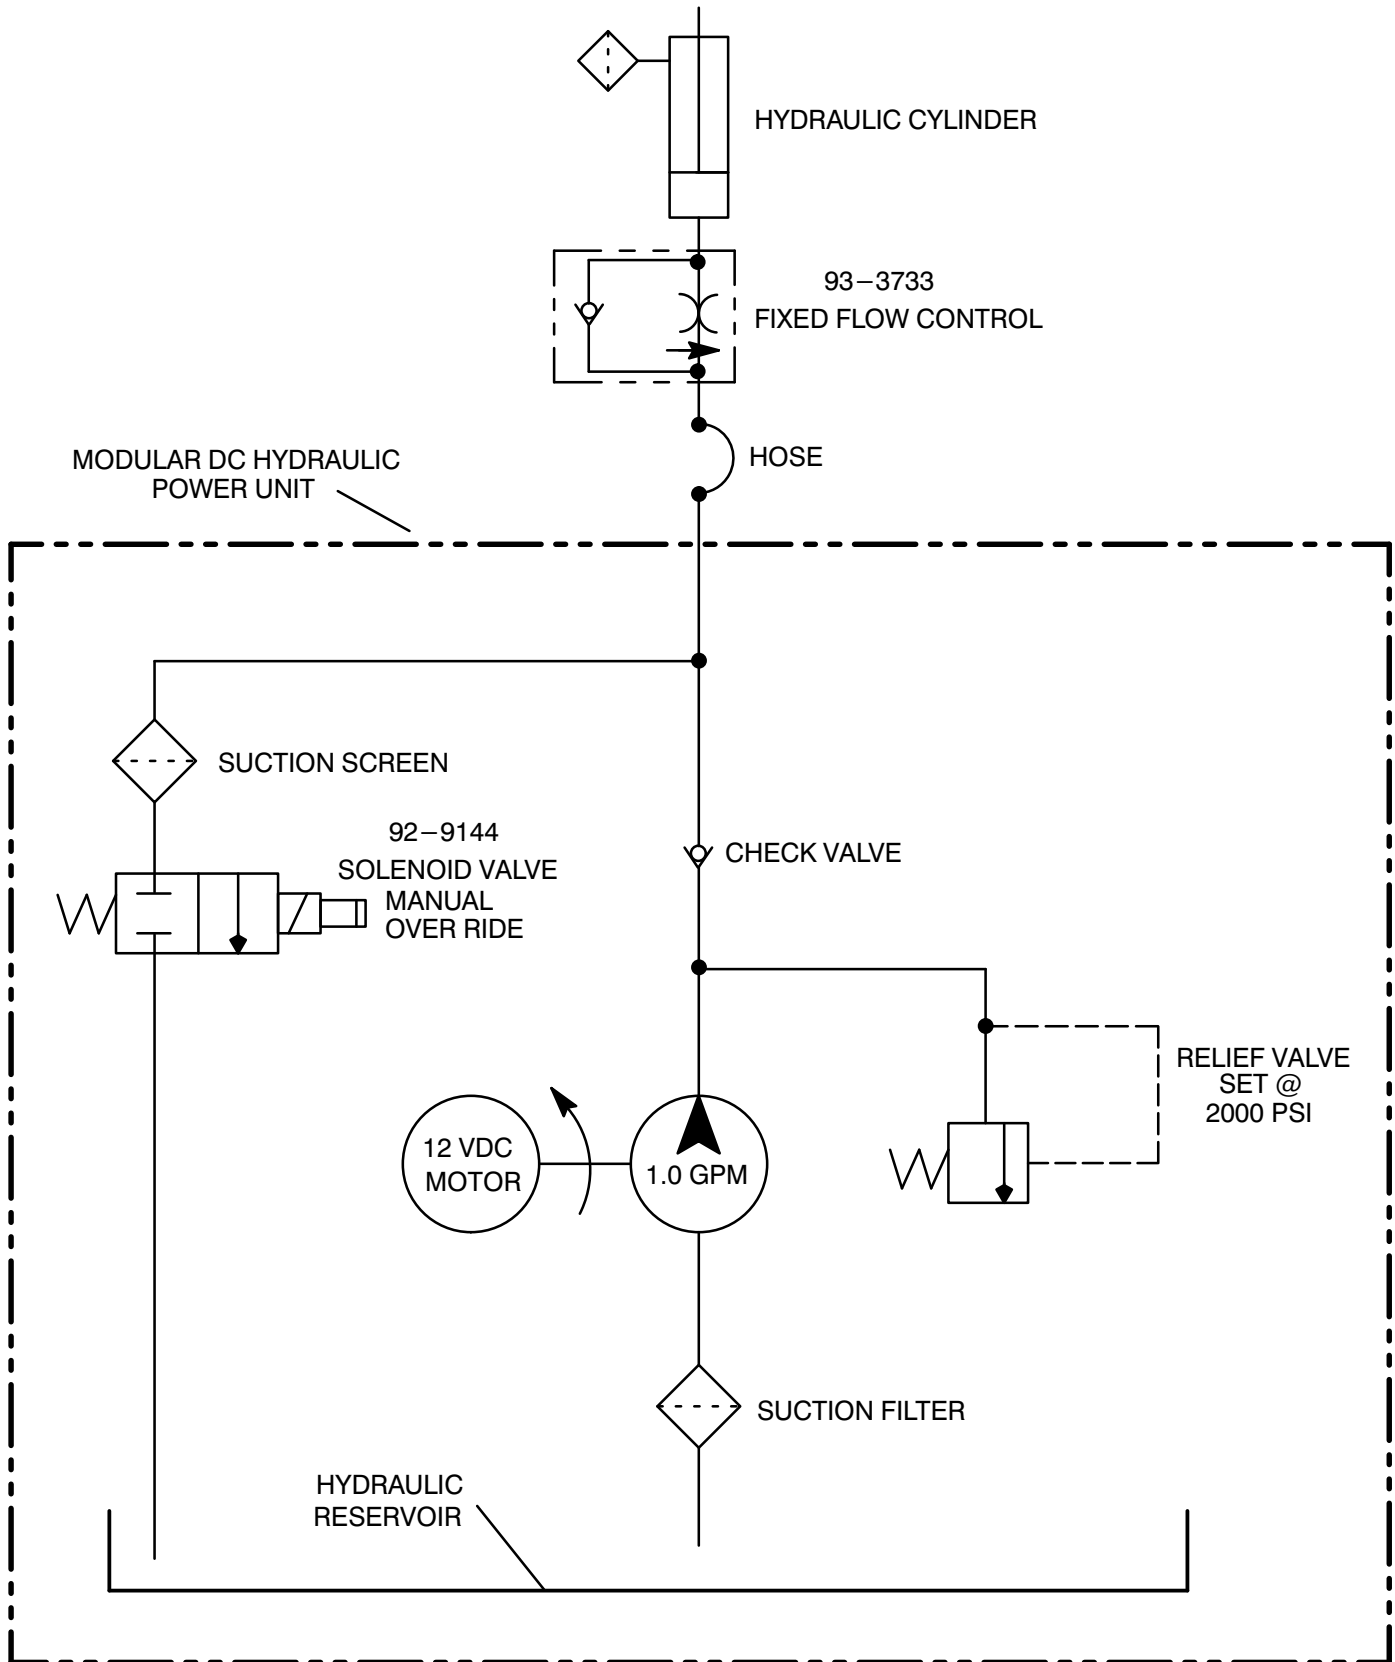 HYDRAULIC CYLINDER
93–3733
FIXED FLOW CONTROL
HOSE
MODULAR DC HYDRAULIC
POWER UNIT
SUCTION SCREEN
92–9144
SOLENOID VALVE
MANUAL
OVER RIDE
CHECK VALVE
RELIEF VALVE
SET @
2000 PSI
12 VDC
MOTOR
1.0 GPM
SUCTION FILTER
HYDRAULIC
RESERVOIR